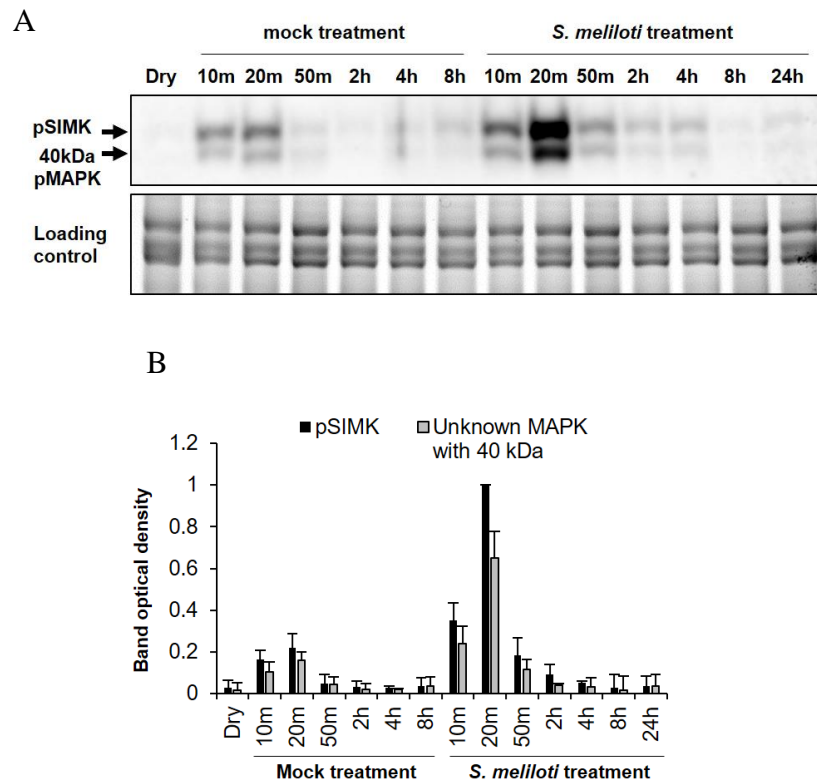 A
mock treatment
S. meliloti treatment
Dry 10m 20m 50m 2h 4h 8h 10m 20m 50m 2h 4h 8h 24h
pSIMK
40kDa
pMAPK
Loading
control
B
pSIMK
Unknown MAPK
with 40 kDa
Band optical density
1.2
1
0.8
0.6
0.4
0.2
0
Dry 10m 20m 50m 2h 4h 8h 10m 20m 50m 2h 4h 8h 24h
Mock treatment
S. meliloti treatment